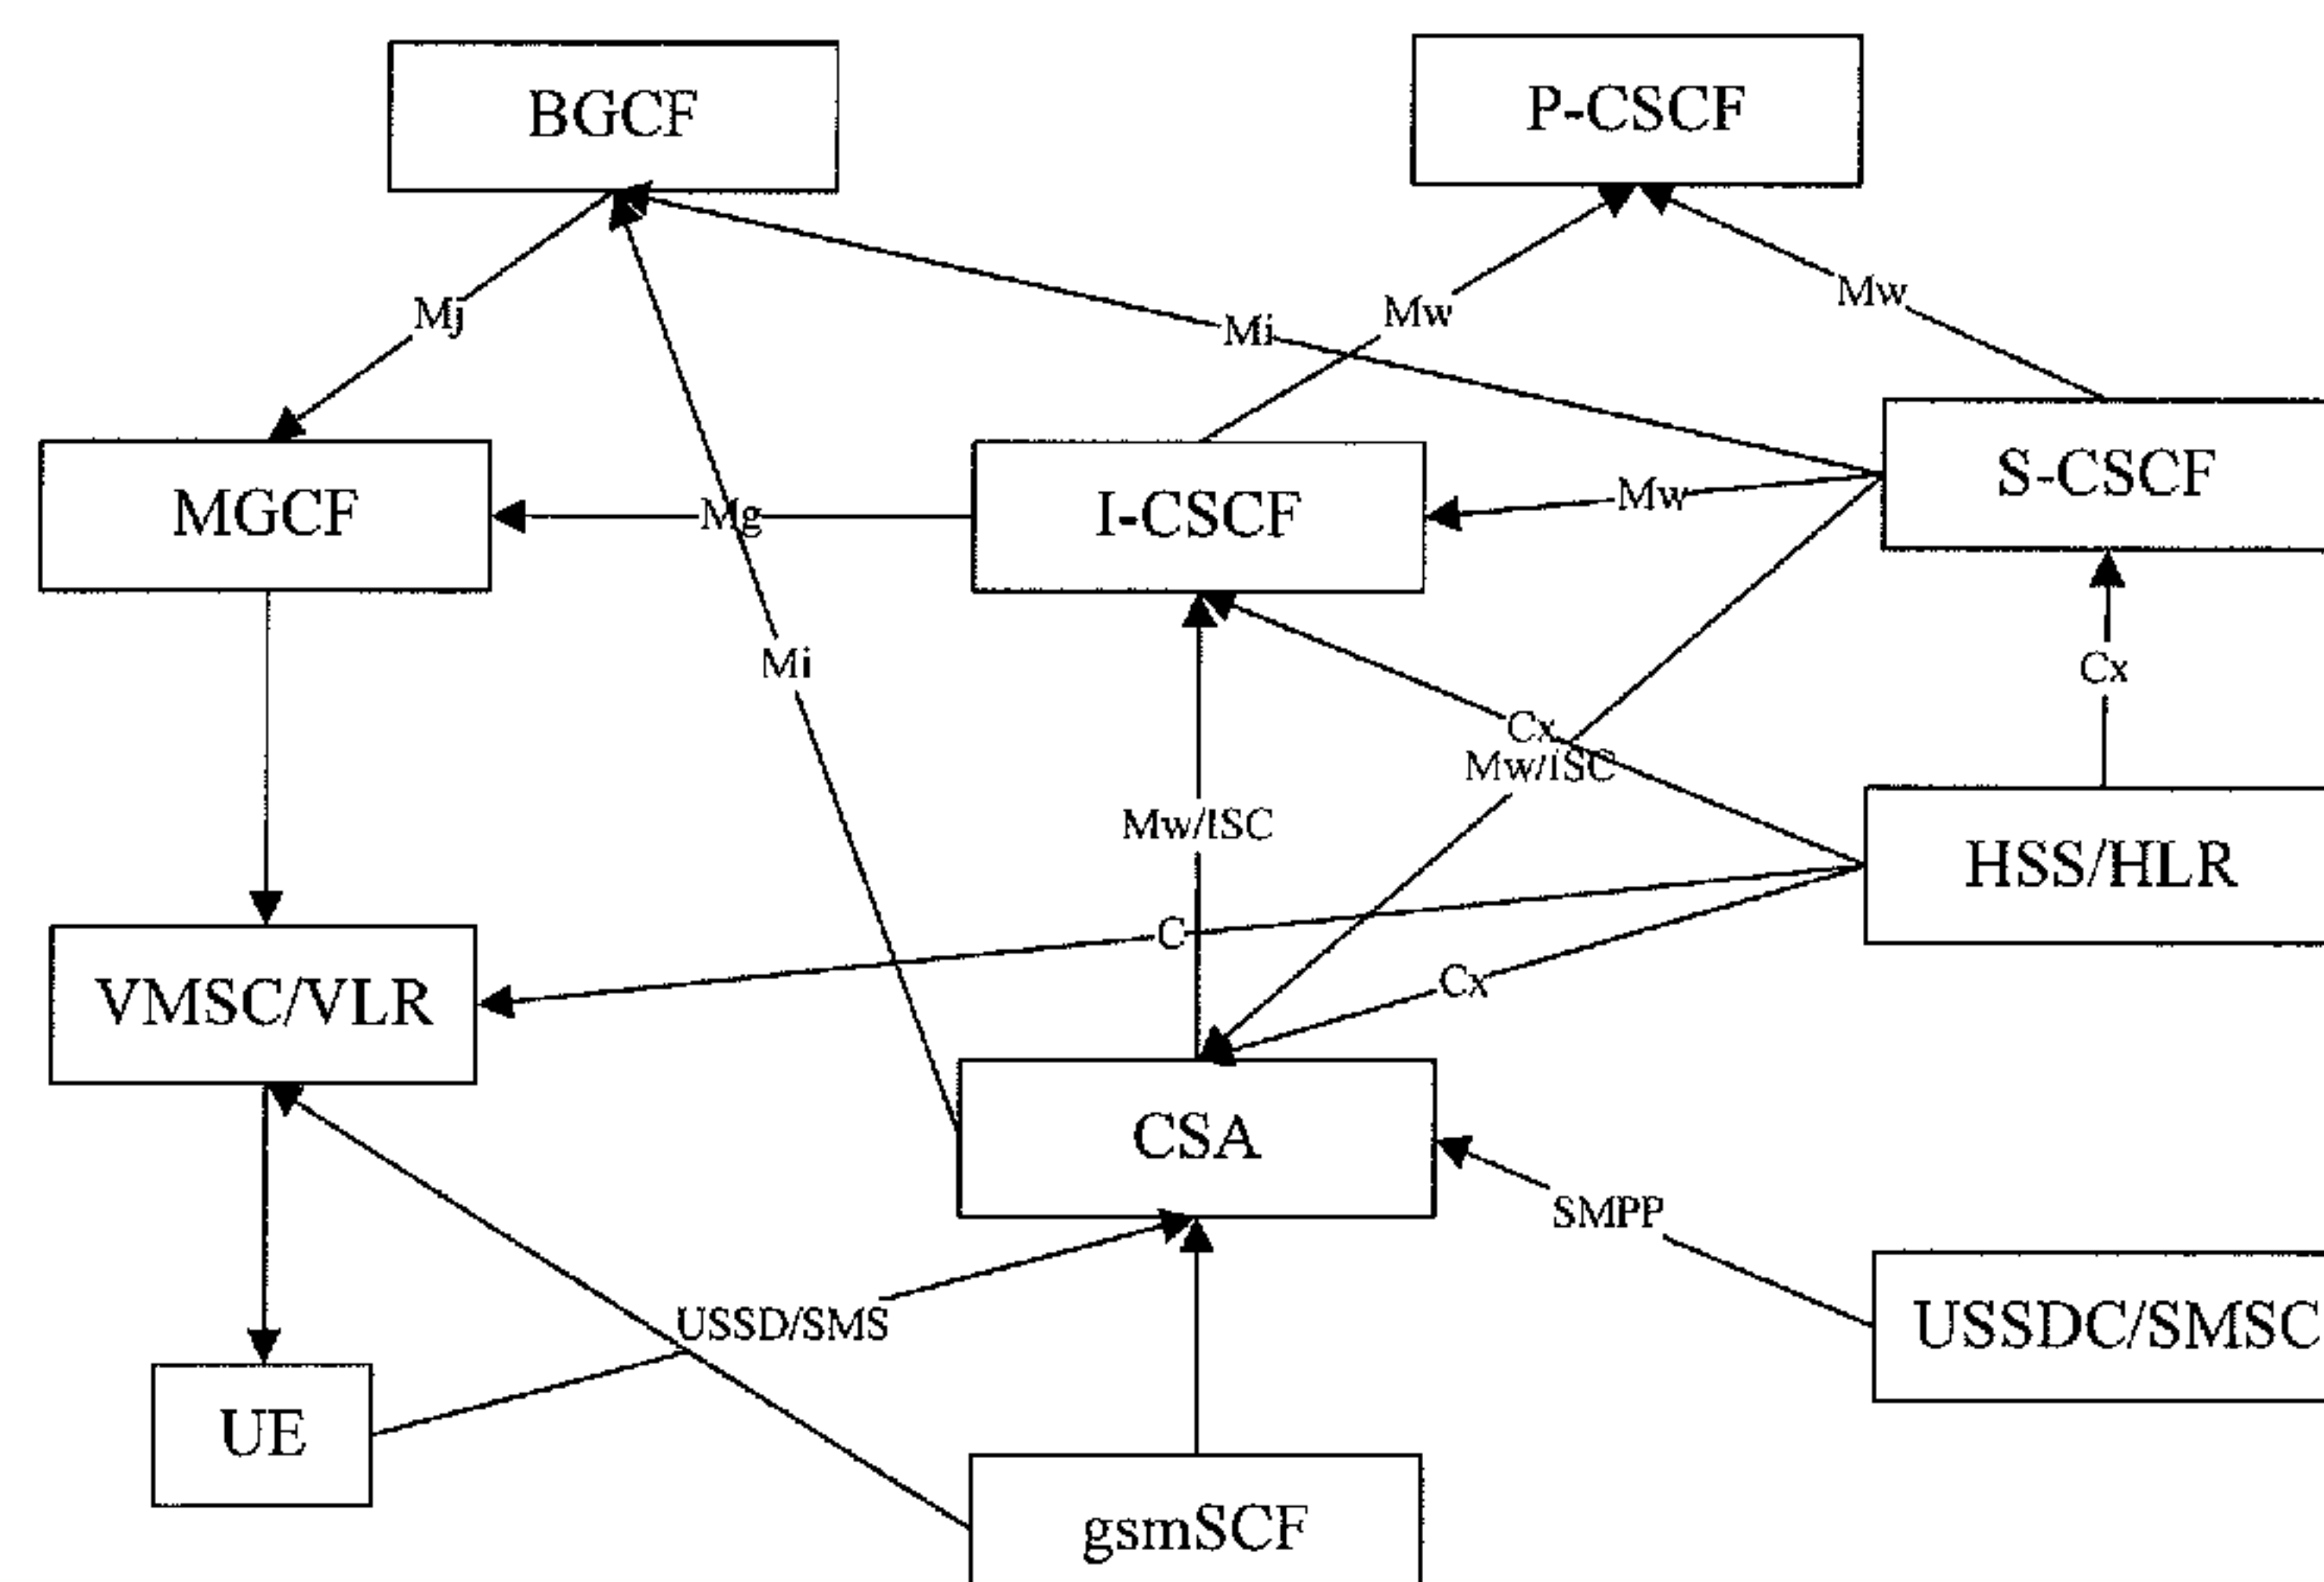 BGCF
P-CSCF
Mj
Mi
Mw
Mw
MGCF
Mg
I-CSCF
Mw
S-CSCF
Mi
Cx
Cx
Mw/ISC
Mw/ISC
HSS/HLR
C
Cx
VMSC/VLR
CSA
SMPP
USSD/SMS
USSDC/SMSC
UE
gsmSCF